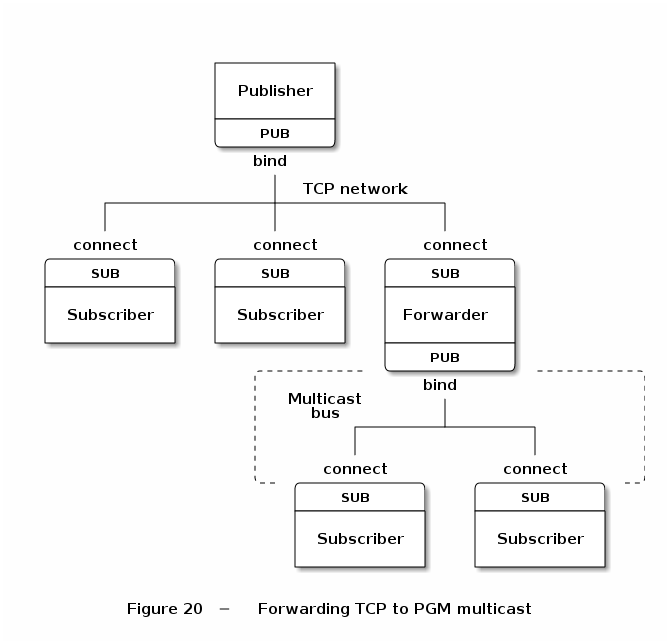 Publisher
PUB
bind
TCP network
connect connect connect
SUB SUB SUB
Subscriber Subscriber Forwarder
PUB
bind
Multicast
bus
connect connect
SUB SUB
Subscriber Subscriber
Figure 20 – Forwarding TCP to PGM multicast